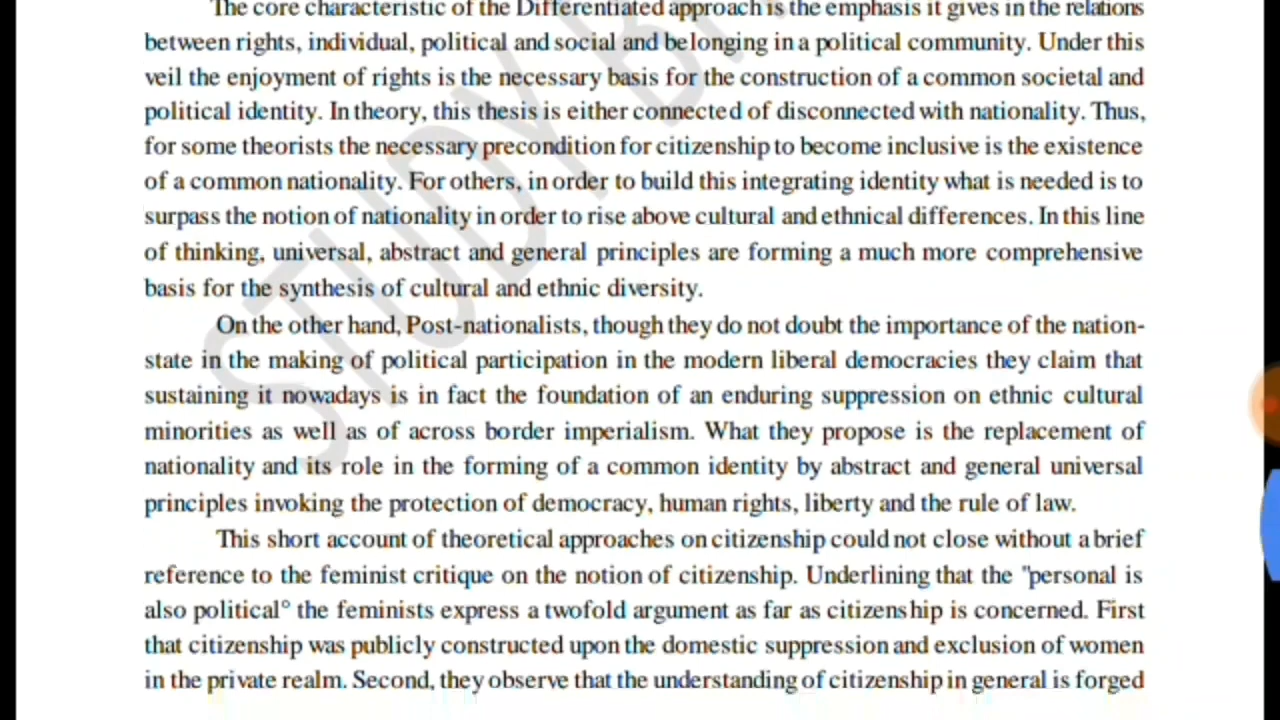 The core characteristic of the Differentiated approach is the emphasis it gives in the relations
between rights, individual, political and social and belonging in a political community. Under this
veil the enjoyment of rights is the necessary basis for the construction of a common societal and
political identity. In theory, this thesis is either connected of disconnected with nationality. Thus,
for some theorists the necessary precondition for citizenship to become inclusive is the existence
of a common nationality. For others, in order to build this integrating identity what is needed is to
surpass the notion of nationality in order to rise above cultural and ethnical differences. In this line
of thinking, universal, abstract and general principles are forming a much more comprehensive
basis for the synthesis of cultural and ethnic diversity.
On the other hand, Post-nationalists, though they do not doubt the importance of the nation-
state in the making of political participation in the modern liberal democracies they claim that
sustaining it nowadays is in fact the foundation of an enduring suppression on ethnic cultural
minorities as well as of across border imperialism. What they propose is the replacement of
nationality and its role in the forming of a common identity by abstract and general universal
principles invoking the protection of democracy, human rights, liberty and the rule of law.
This short account of theoretical approaches on citizenship could not close without a brief
reference to the feminist critique on the notion of citizenship. Underlining that the "personal is
also political° the feminists express a twofold argument as far as citizenship is concerned. First
that citizenship was publicly constructed upon the domestic suppression and exclusion of women
in the private realm. Second, they observe that the understanding of citizenship in general is forged
STUDY